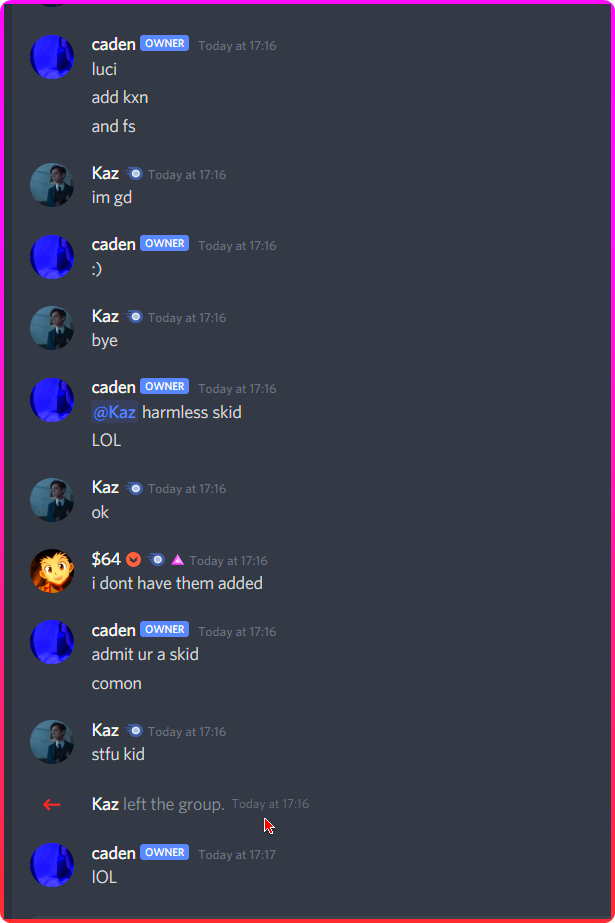 caden OWNER Today at 17:16
luci
add kxn
and fs
Kaz Today at 17:16
im gd
caden OWNER Today at 17:16
:)
Kaz Today at 17:16
bye
caden OWNER Today at 17:16
@Kaz harmless skid
LOL
Kaz Today at 17:16
ok
$64 Today at 17:16
i dont have them added
caden OWNER Today at 17:16
admit ur a skid
comon
Kaz Today at 17:16
stfu kid
Kaz left the group. Today at 17:16
caden OWNER Today at 17:17
lOL